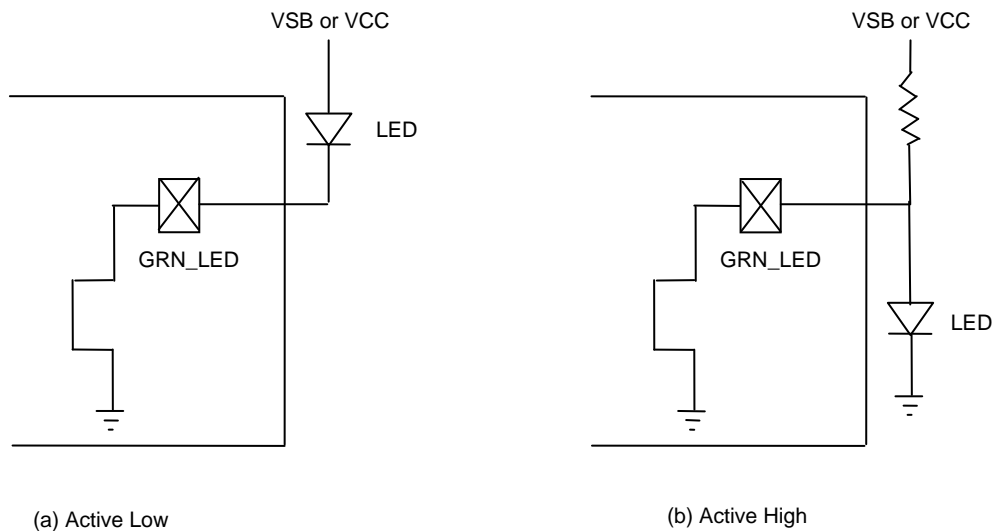 VSB or VCC
LED
GRN_LED
(a) Active Low
VSB or VCC
GRN_LED
LED
(b) Active High